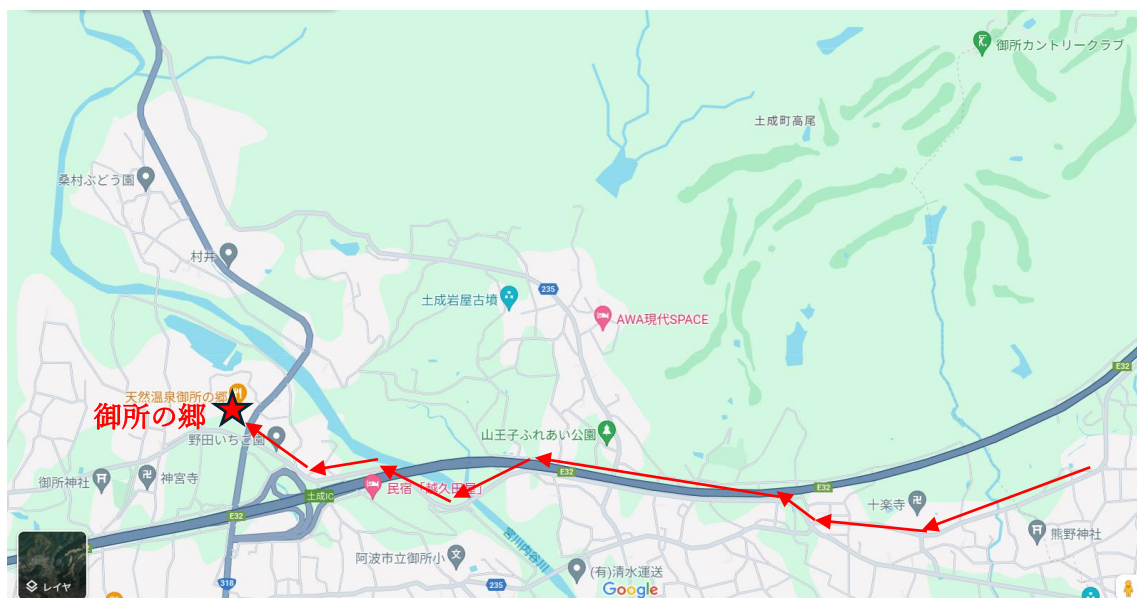 御所カントリークラブ
土成町高尾
桑村ぶどう園
村井
235
土成岩屋古墳
AWA現代SPACE
E32
天然温泉御所の郷
御所の郷
野田いちご園
山王子ふれあい公園
E32
御所神社
神宮寺
土成IC
民宿「越久田屋」
E32
十楽寺
E32
熊野神社
宮川内谷川
阿波市立御所小
(有)清水運送
レイヤ
318
235
Google